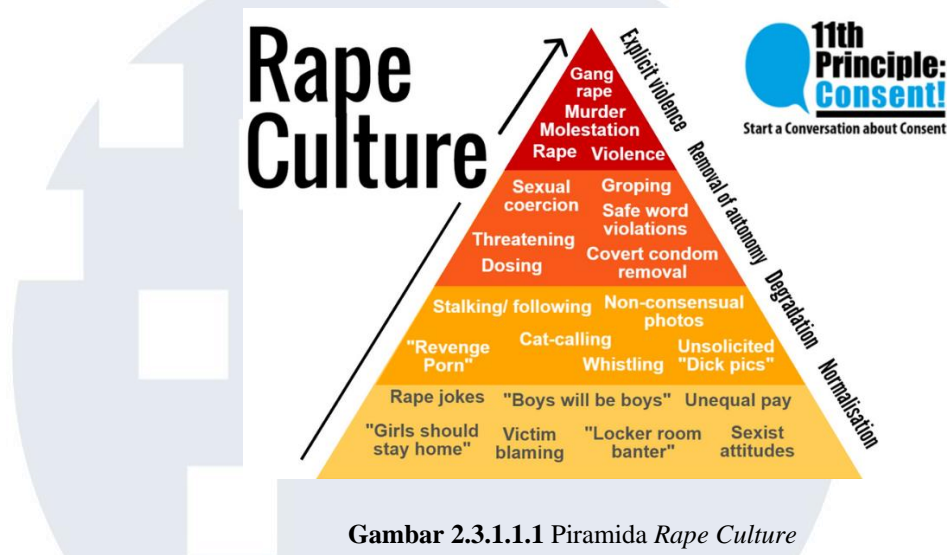 Rape
Culture
11th
Principle:
Consent!
Start a Conversation about Consent
Explicit violence
Gang
rape
Murder
Molestation
Rape Violence
Removal of autonomy
Sexual
coercion
Groping
Safe word
violations
Threatening
Dosing
Covert condom
removal
Degradation
Stalking/ following
Non-consensual
photos
Cat-calling
"Revenge
Porn"
Whistling
Unsolicited
"Dick pics"
Normalisation
Rape jokes
"Boys will be boys"
Unequal pay
"Girls should
stay home"
Victim
blaming
"Locker room
banter"
Sexist
attitudes
Gambar 2.3.1.1.1 Piramida Rape Culture